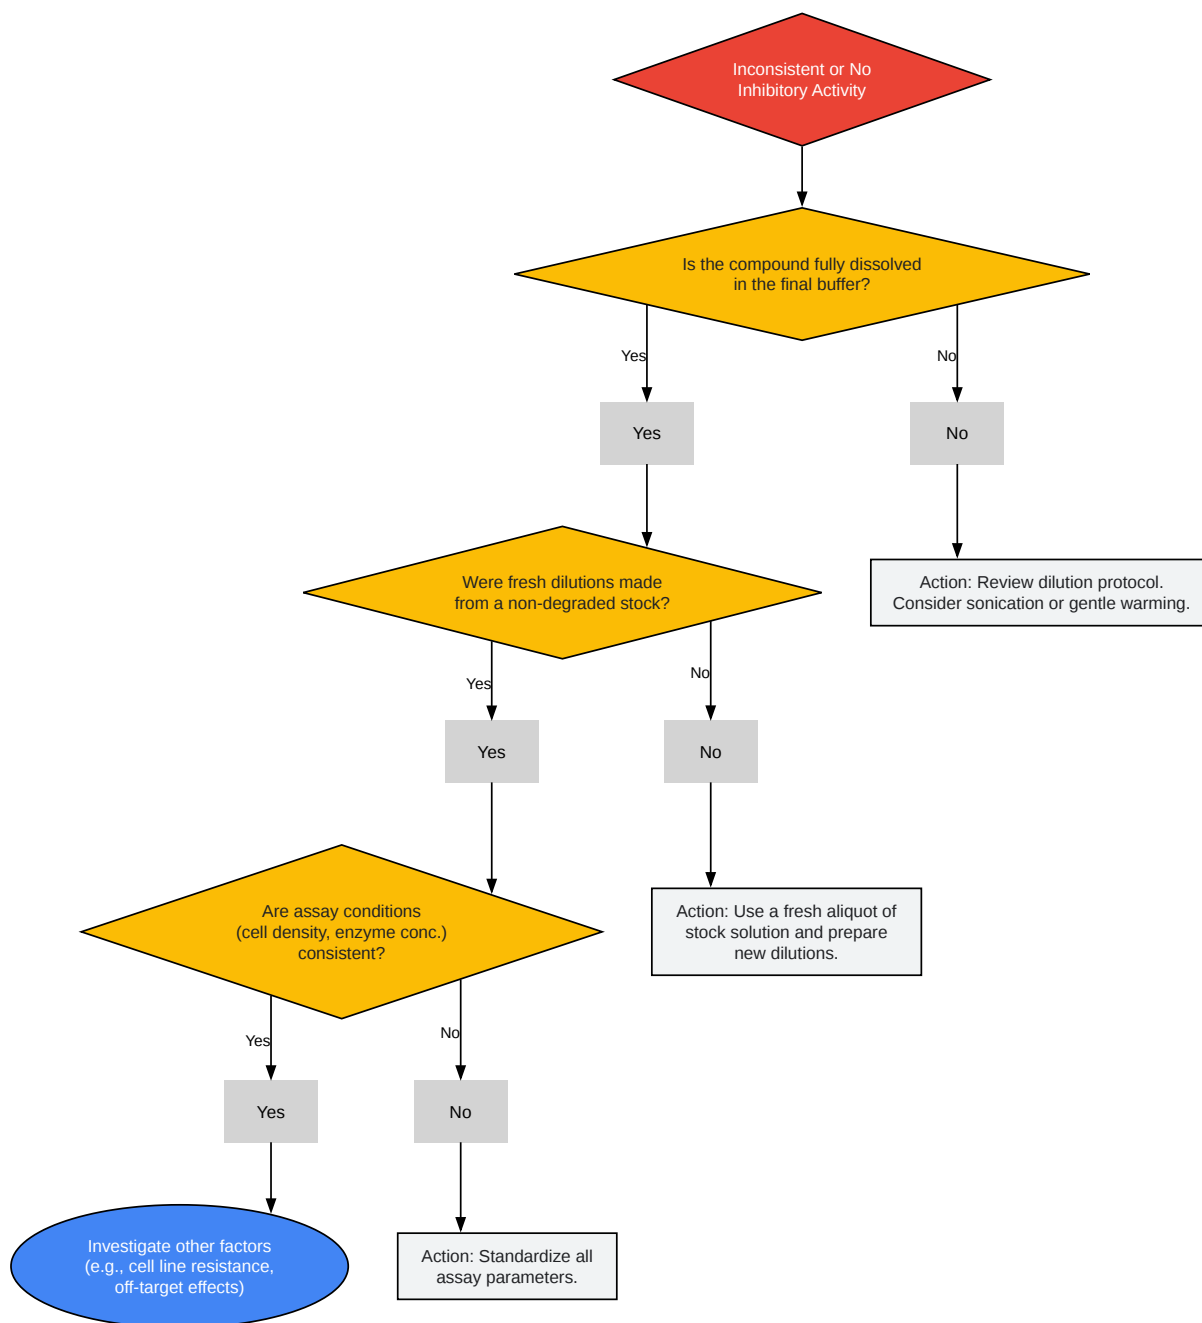 Inconsistent or No
Inhibitory Activity
Is the compound fully dissolved
in the final buffer?
Yes
No
Yes
No
Were fresh dilutions made
from a non-degraded stock?
Action: Review dilution protocol.
Consider sonication or gentle warming.
Yes
No
Yes
No
Are assay conditions
(cell density, enzyme conc.)
consistent?
Action: Use a fresh aliquot of
stock solution and prepare
new dilutions.
Yes
No
Yes
No
Investigate other factors
(e.g., cell line resistance,
off-target effects)
Action: Standardize all
assay parameters.